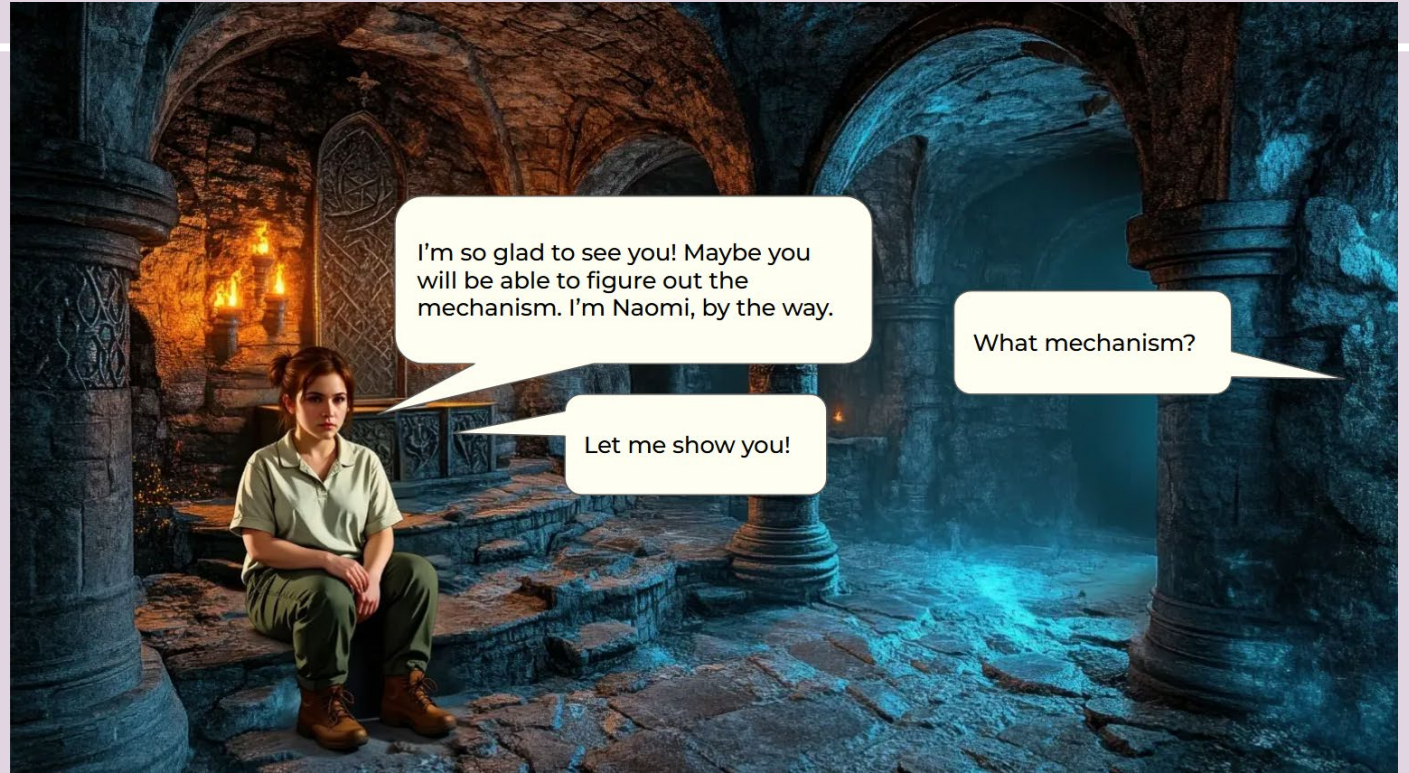 I’m so glad to see you! Maybe you
will be able to figure out the
mechanism. I’m Naomi, by the way.
What mechanism?
Let me show you!